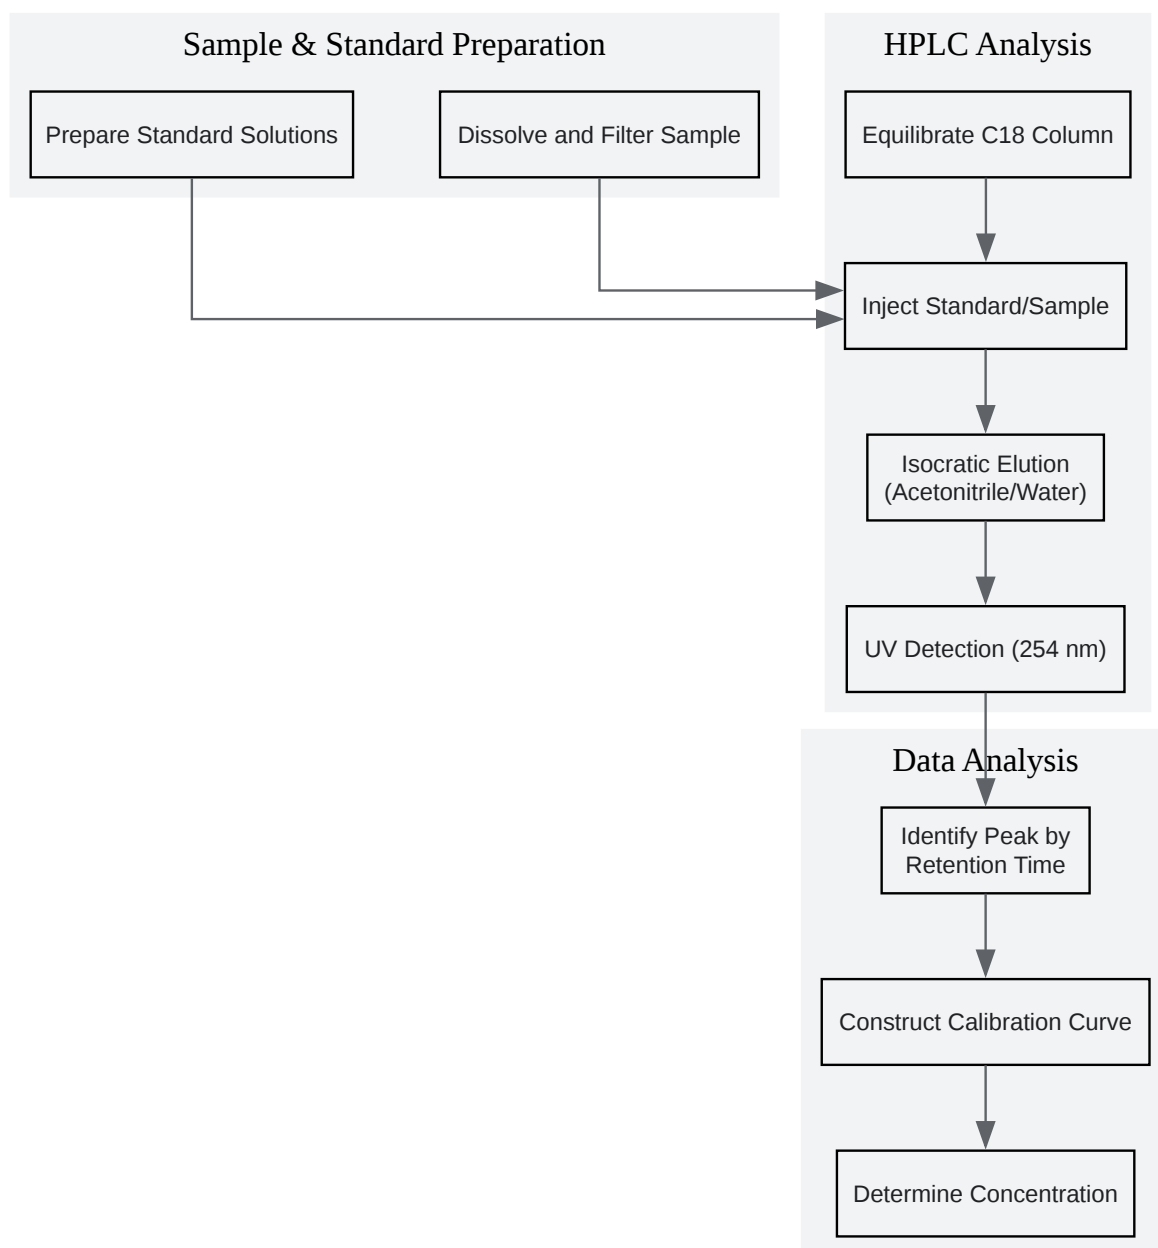 Sample & Standard Preparation
Prepare Standard Solutions
Dissolve and Filter Sample
HPLC Analysis
Equilibrate C18 Column
Inject Standard/Sample
Isocratic Elution
(Acetonitrile/Water)
UV Detection (254 nm)
Data Analysis
Identify Peak by
Retention Time
Construct Calibration Curve
Determine Concentration